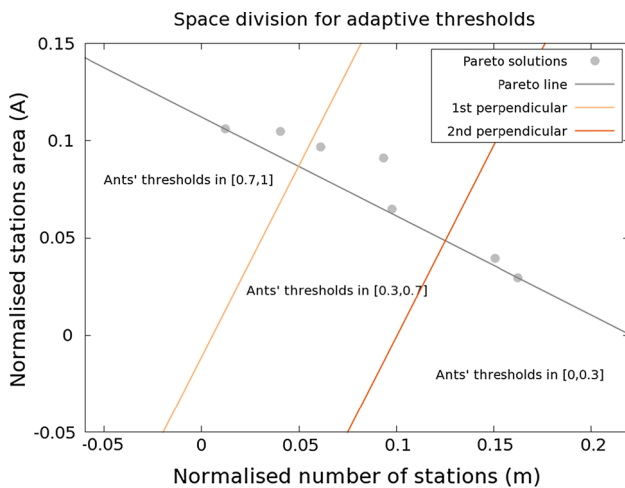 Space division for adaptive thresholds
Normalised stations area (A)
0.15
0.1
0.05
0
-0.05
Pareto solutions
Pareto line
1st perpendicular
2nd perpendicular
Ants' thresholds in [0.7,1]
Ants' thresholds in [0.3,0.7]
Ants' thresholds in [0,0.3]
-0.05 0 0.05 0.1 0.15 0.2
Normalised number of stations (m)